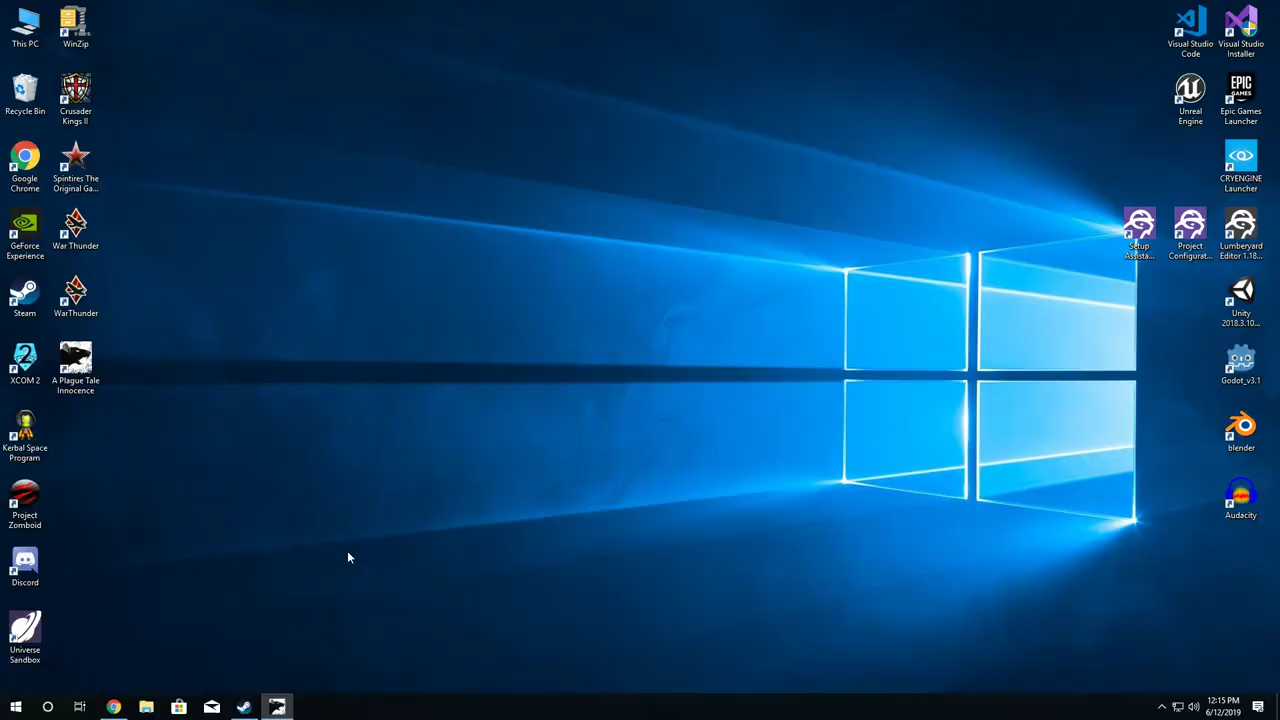 This PC
WinZip
Recycle Bin
Crusader
Kings II
Google
Chrome
Spintires The
Original Ga...
GeForce
Experience
War Thunder
Steam
WarThunder
XCOM 2
A Plague Tale
Innocence
Kerbal Space
Program
Project
Zomboid
Discord
Universe
Sandbox
Visual Studio
Code
Visual Studio
Installer
Unreal
Engine
EPIC
GAMES
Epic Games
Launcher
CRYENGINE
Launcher
Setup
Assista...
Project
Configurat...
Lumberyard
Editor 1.18...
Unity
2018.3.10...
Godot_v3.1
blender
Audacity
12:15 PM
6/12/2019